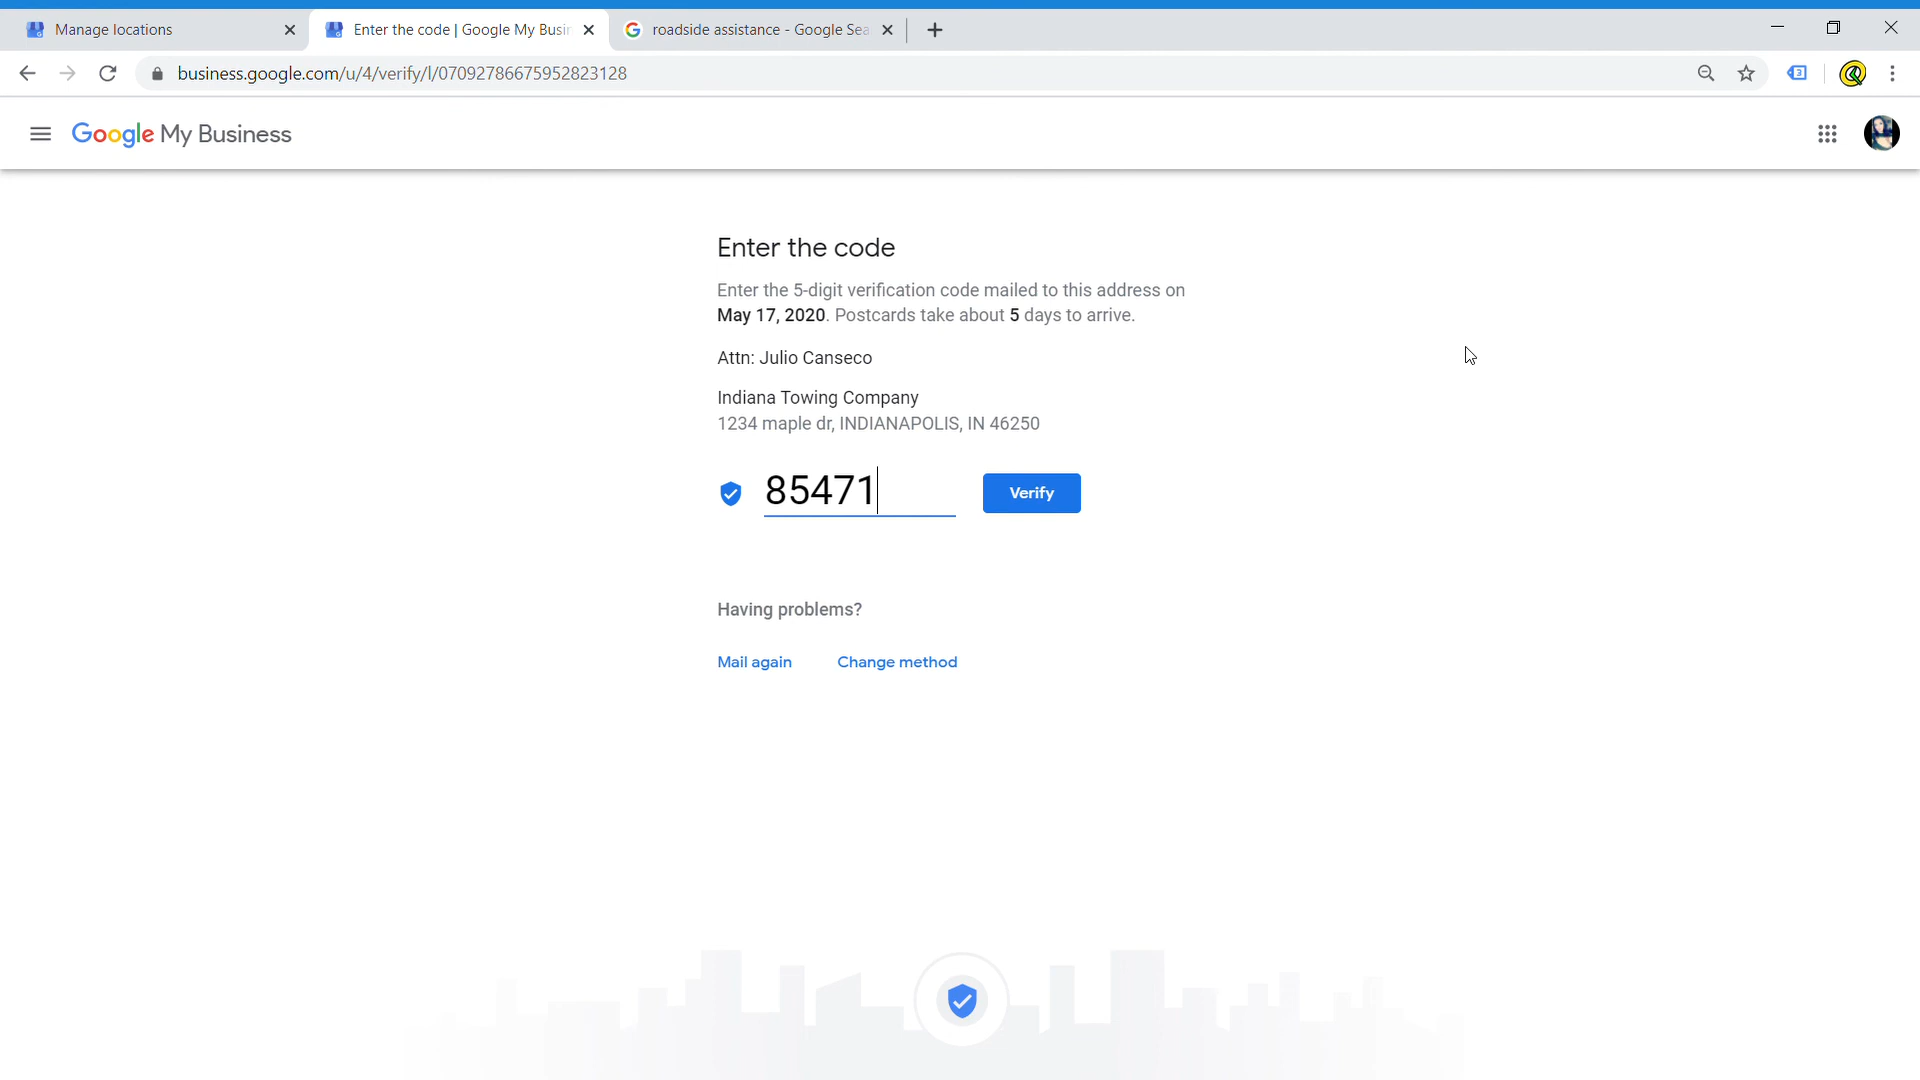 Manage locations
Enter the code | Google My Busin
roadside assistance - Google Sea
business.google.com/u/4/verify/l/07092786675952823128
3
Google My Business
Enter the code
Enter the 5-digit verification code mailed to this address on
May 17, 2020. Postcards take about 5 days to arrive.
Attn: Julio Canseco
Indiana Towing Company
1234 maple dr, INDIANAPOLIS, IN 46250
85471
Verify
Having problems?
Mail again
Change method